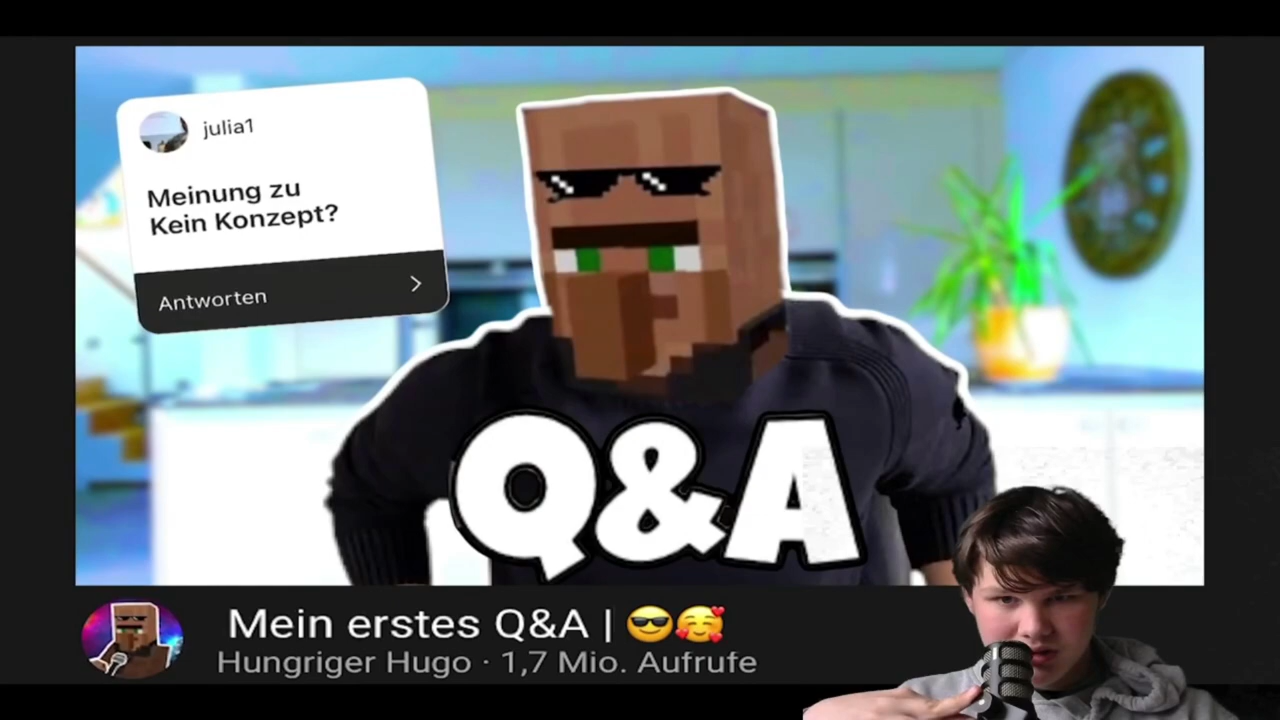 julia1
Meinung zu
Kein Konzept?
Antworten
Q&A
Mein erstes Q&A | 😎🥰
Hungriger Hugo · 1,7 Mio. Aufrufe